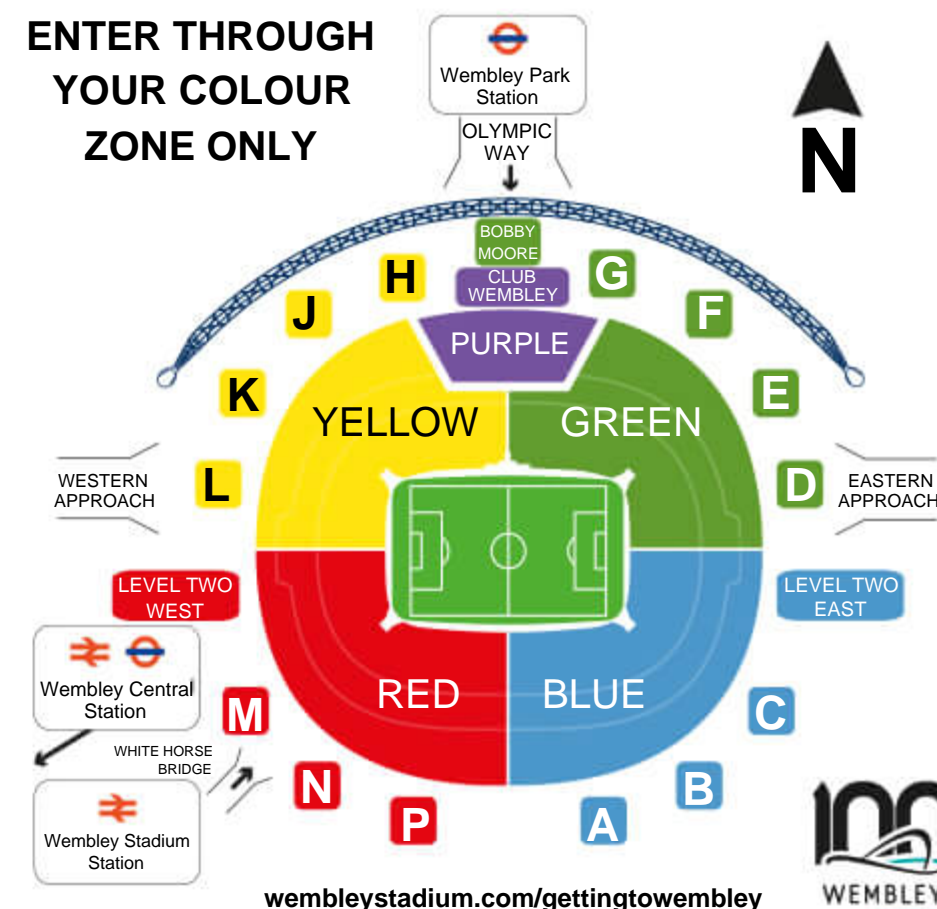 ENTER THROUGH
YOUR COLOUR
ZONE ONLY
Wembley Park
Station
OLYMPIC
WAY
N
BOBBY
MOORE
CLUB
WEMBLEY
H
G
J
F
K
E
L
D
PURPLE
YELLOW
GREEN
WESTERN
APPROACH
EASTERN
APPROACH
LEVEL TWO
WEST
LEVEL TWO
EAST
Wembley Central
Station
RED
BLUE
M
C
WHITE HORSE
BRIDGE
N
B
P
A
Wembley Stadium
Station
100
WEMBLEY
wembleystadium.com/gettingtowembley